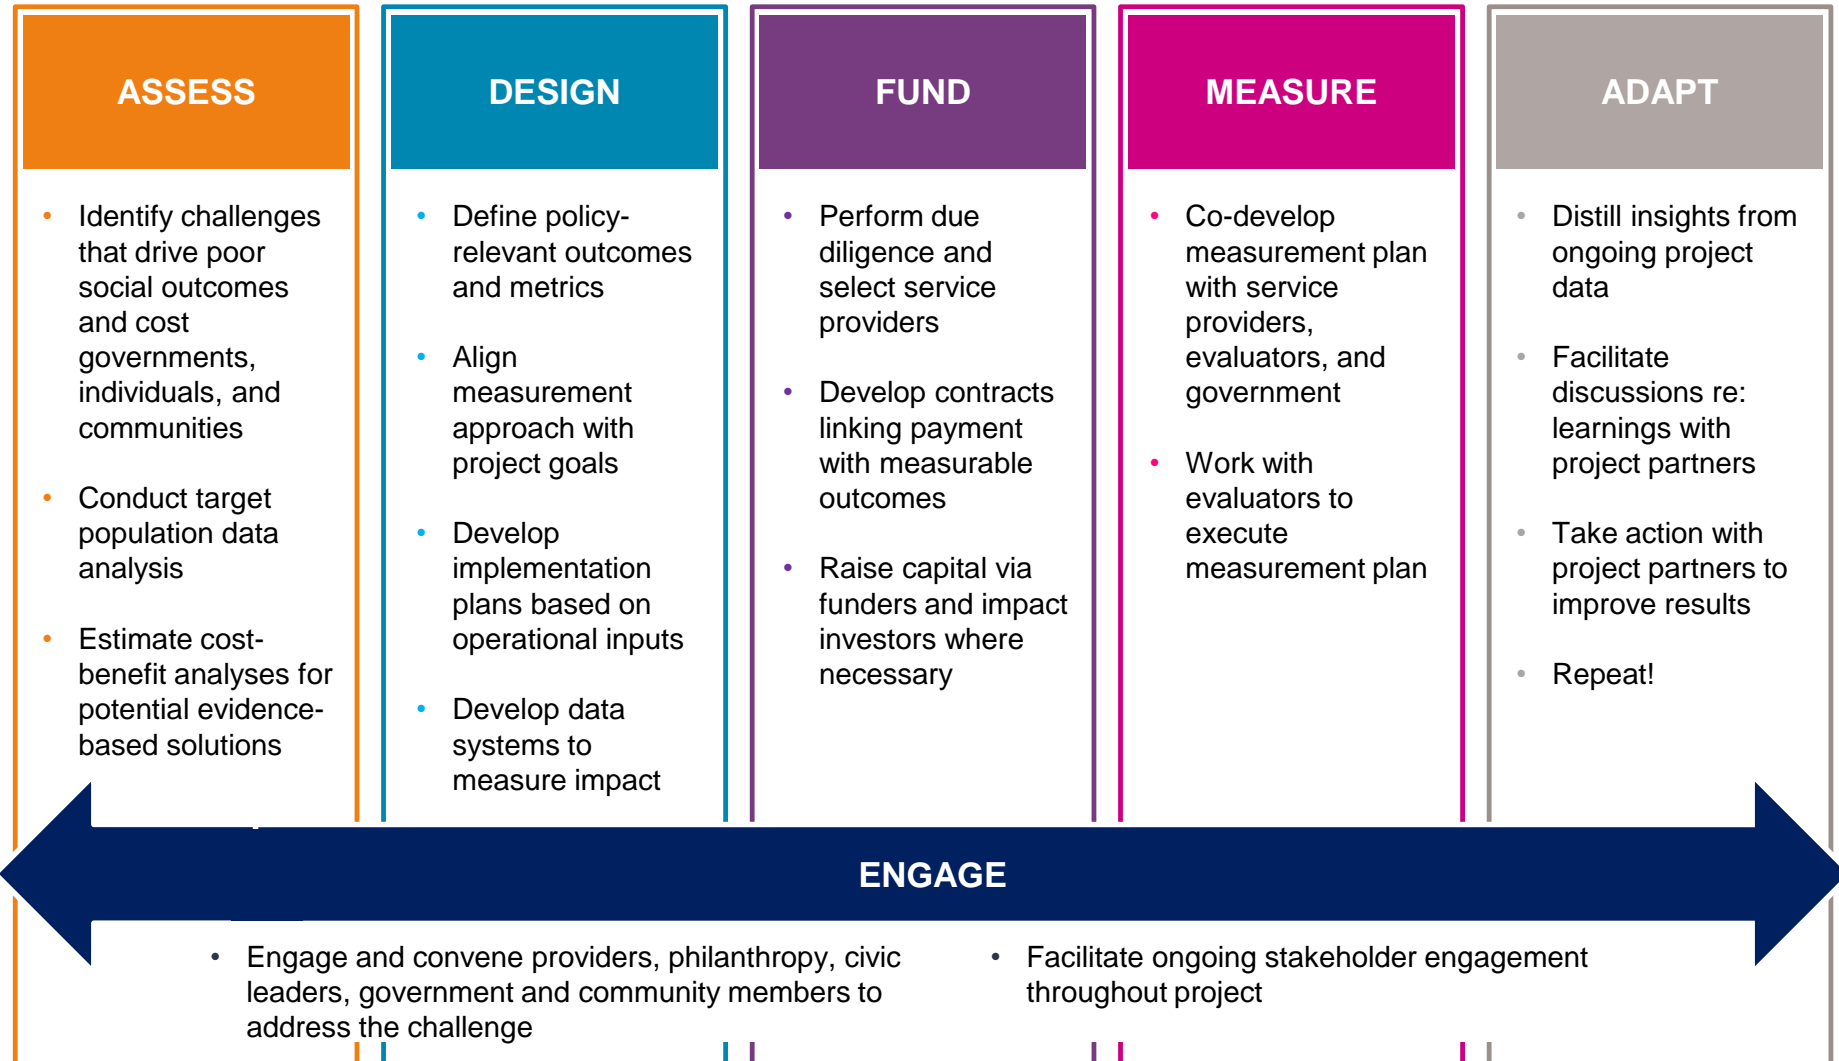 ASSESS
• Identify challenges
that drive poor
social outcomes
and cost
governments,
individuals, and
communities
• Conduct target
population data
analysis
• Estimate cost-
benefit analyses for
potential evidence-
based solutions
DESIGN
• Define policy-
relevant outcomes
and metrics
• Align
measurement
approach with
project goals
• Develop
implementation
plans based on
operational inputs
• Develop data
systems to
measure impact
FUND
• Perform due
diligence and
select service
providers
• Develop contracts
linking payment
with measurable
outcomes
• Raise capital via
funders and impact
investors where
necessary
MEASURE
• Co-develop
measurement plan
with service
providers,
evaluators, and
government
• Work with
evaluators to
execute
measurement plan
ADAPT
• Distill insights from
ongoing project
data
• Facilitate
discussions re:
learnings with
project partners
• Take action with
project partners to
improve results
• Repeat!
ENGAGE
• Engage and convene providers, philanthropy, civic
leaders, government and community members to
address the challenge
• Facilitate ongoing stakeholder engagement
throughout project